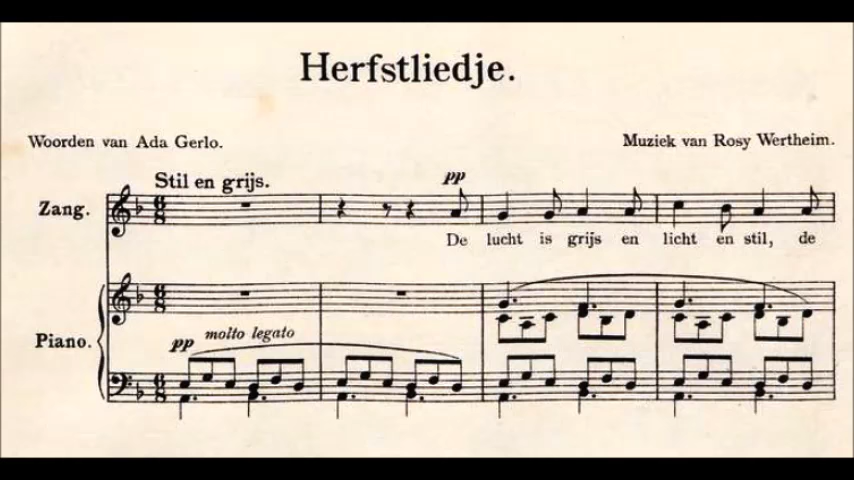 Herfstliedje.
Woorden van Ada Gerlo.
Muziek van Rosy Wertheim.
Stil en grijs.
pp
Zang.
De lucht is grijs en licht en stil, de
molto legato
pp
Piano.